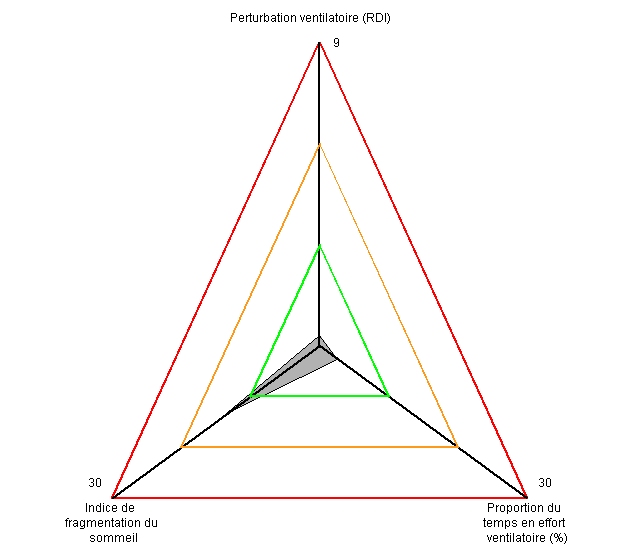 Perturbation ventilatoire (RDI)
9
30
30
Indice de
fragmentation du
sommeil
Proportion du
temps en effort
ventilatoire (%)